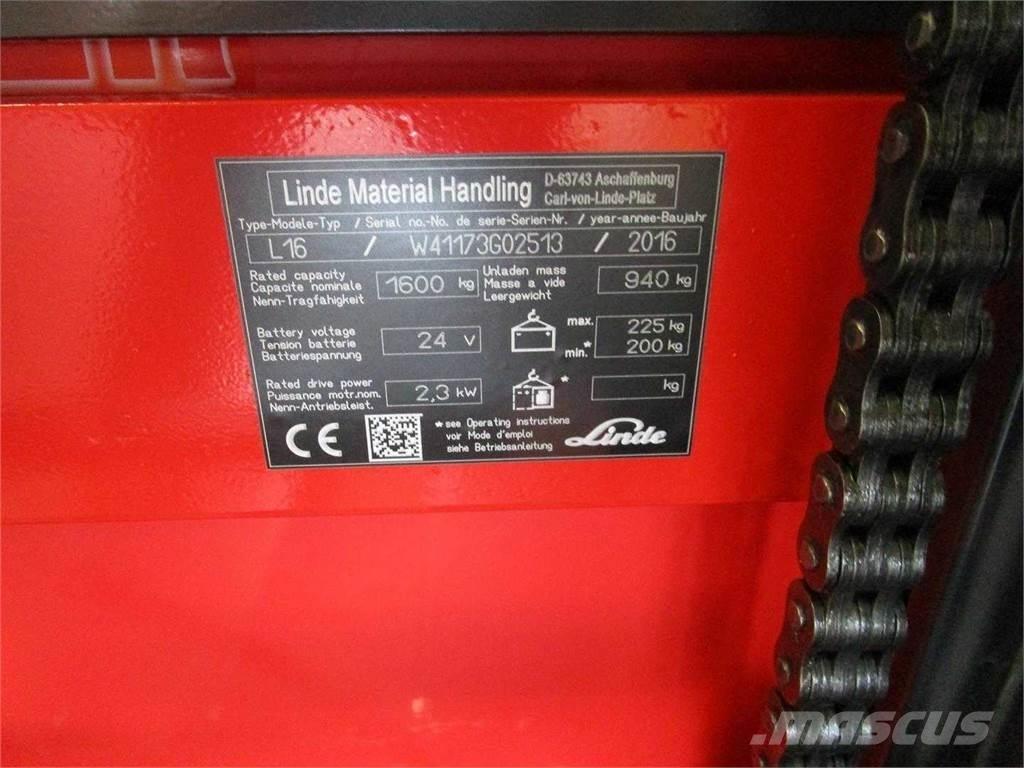 Linde Material Handling
D-63743 Aschaffenburg
Carl-von-Linde-Platz
Type-Modele-Typ / Serial no.-No. de serie-Serien-Nr. / year-annee-Baujahr
L16 / W41173G02513 / 2016
Rated capacity
Capacite nominale
Nenn-Tragfähigkeit
1600 kg
Unladen mass
Masse a vide
Leergewicht
940 kg
Battery voltage
Tension batterie
Batteriespannung
24 V
max. 225 kg
min.* 200 kg
Rated drive power
Puissance motr.nom.
Nenn-Antriebsleist.
2,3 kW
* kg
CE
* see Operating instructions
voir Mode d'emploi
siehe Betriebsanleitung
Linde
MASCUS